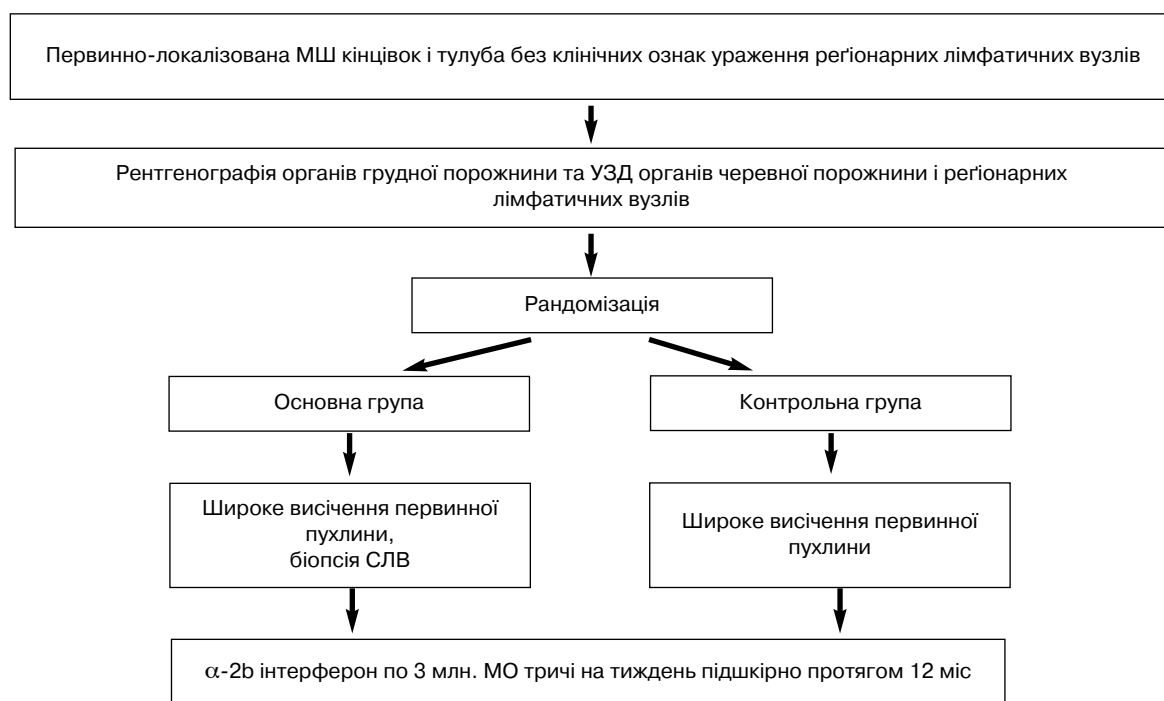 Первинно-локалізована МШ кінцівок і тулуба без клінічних ознак ураження реґіонарних лімфатичних вузлів
Рентгенографія органів грудної порожнини та УЗД органів черевної порожнини і реґіонарних
лімфатичних вузлів
Рандомізація
Основна група
Контрольна група
Широке висічення первинної
пухлини,
біопсія СЛВ
Широке висічення первинної
пухлини
α-2b інтерферон по 3 млн. МО тричі на тиждень підшкірно протягом 12 міс